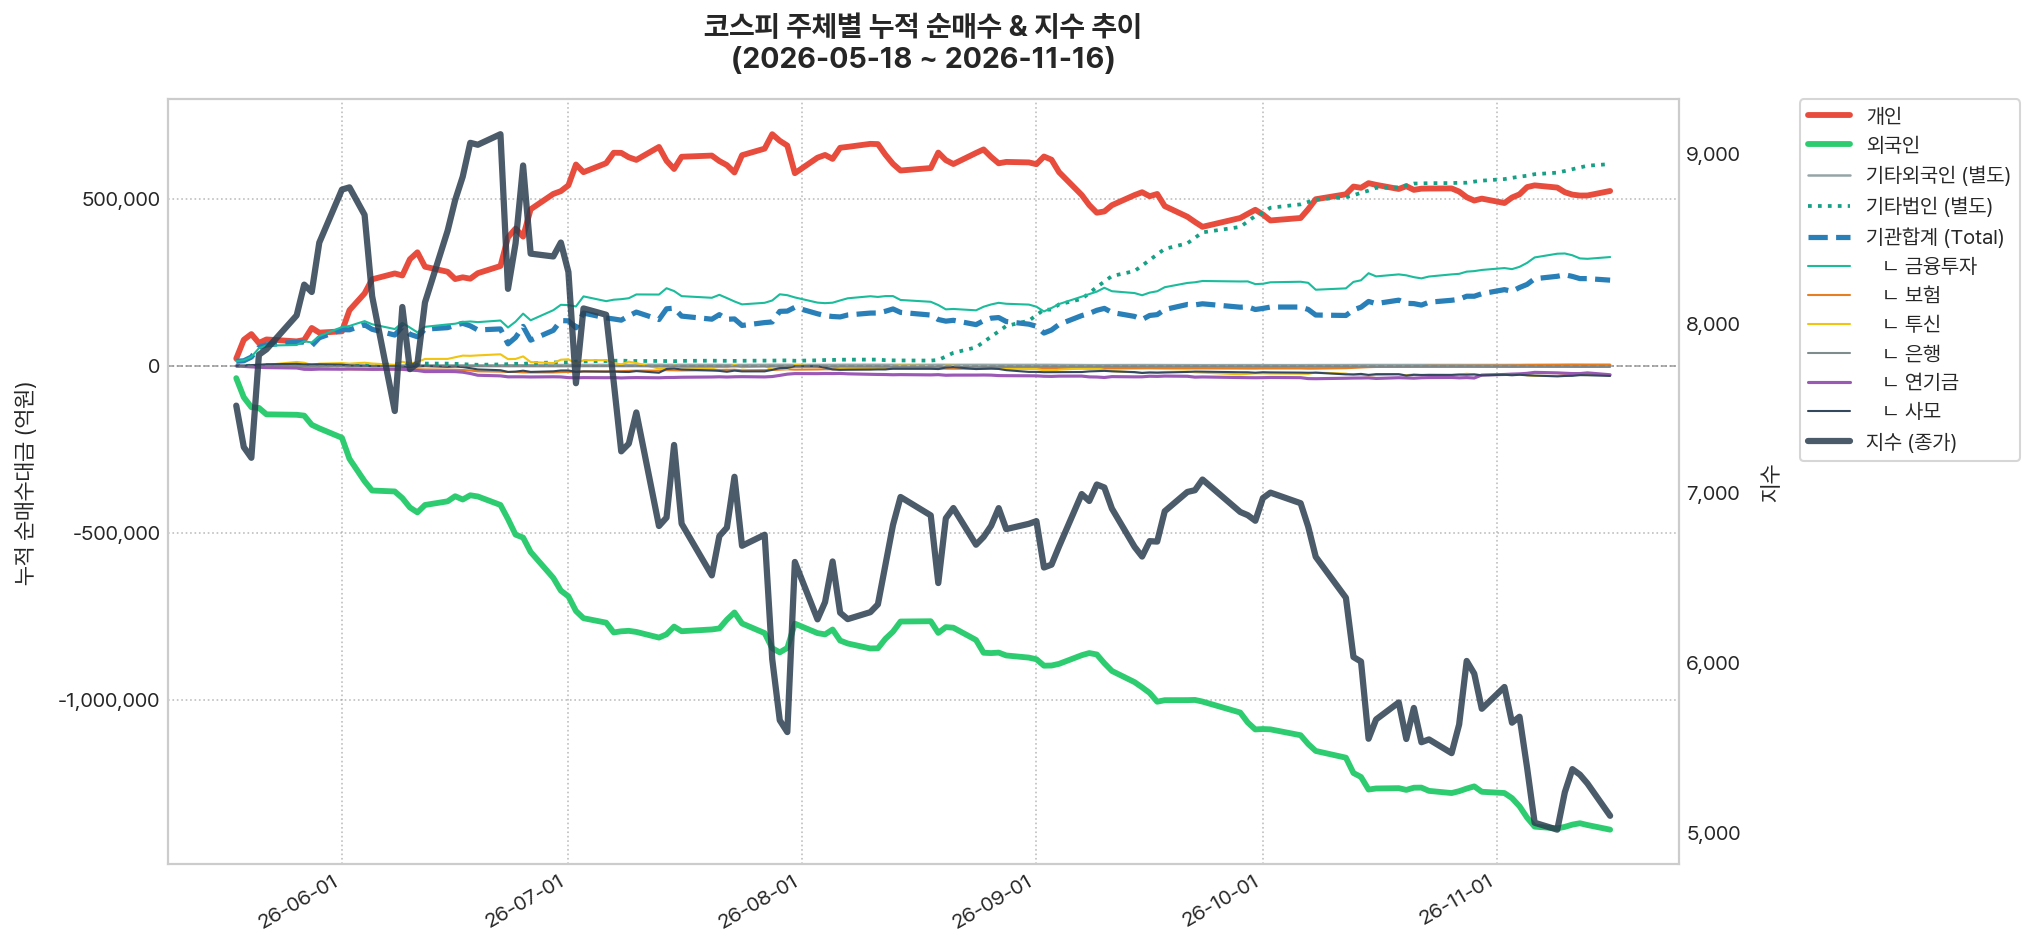 코스피 주체별 누적 순매수 & 지수 추이
(2026-05-18 ~ 2026-11-16)
누적 순매수대금 (억원)
500,000
0
-500,000
-1,000,000
26-06-01
26-07-01
26-08-01
26-09-01
26-10-01
26-11-01
9,000
8,000
7,000
6,000
5,000
지수
개인
외국인
기타외국인 (별도)
기타법인 (별도)
기관합계 (Total)
ㄴ 금융투자
ㄴ 보험
ㄴ 투신
ㄴ 은행
ㄴ 연기금
ㄴ 사모
지수 (종가)